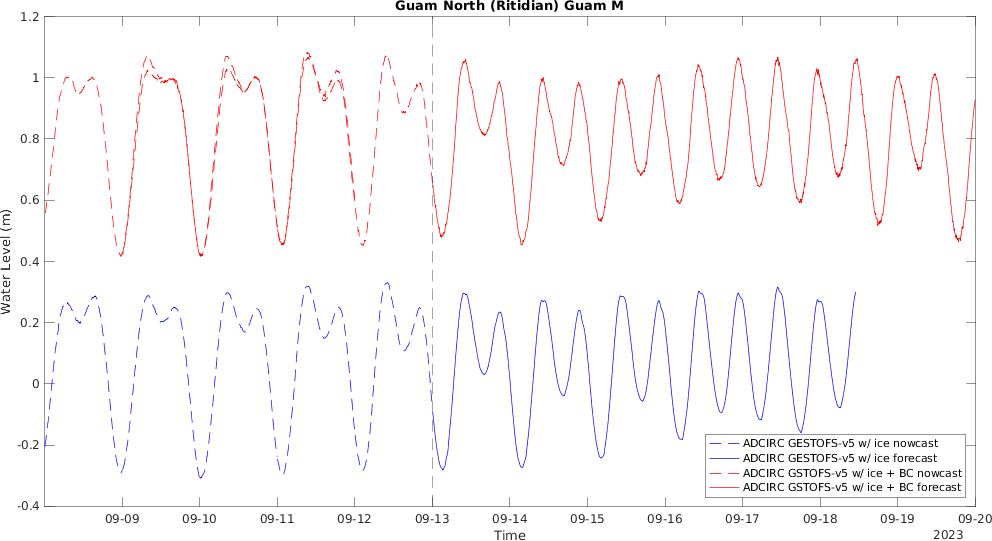 Guam North (Ritidian) Guam M
1.2
1
0.8
0.6
0.4
0.2
0
-0.2
-0.4
Water Level (m)
ADCIRC GESTOFS-v5 w/ ice nowcast
ADCIRC GESTOFS-v5 w/ ice forecast
ADCIRC GSTOFS-v5 w/ ice + BC nowcast
ADCIRC GSTOFS-v5 w/ ice + BC forecast
09-09 09-10 09-11 09-12 09-13 09-14 09-15 09-16 09-17 09-18 09-19 09-20
Time
2023